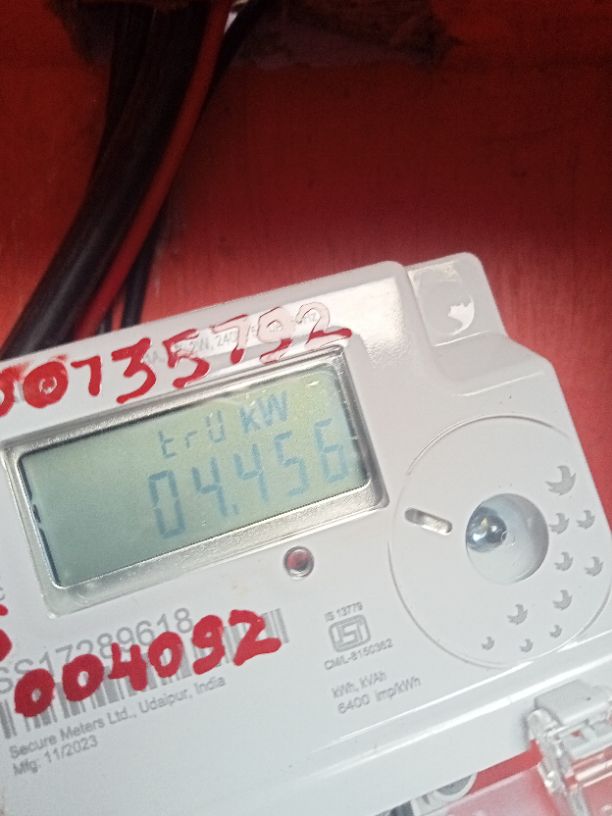 00735792
trU kW
04.456
IS 13779
ISI
CM/L-8150362
SS17289618
004092
kWh, kVAh
6400 imp/kWh
Secure Meters Ltd., Udaipur, India
Mfg: 11/2023